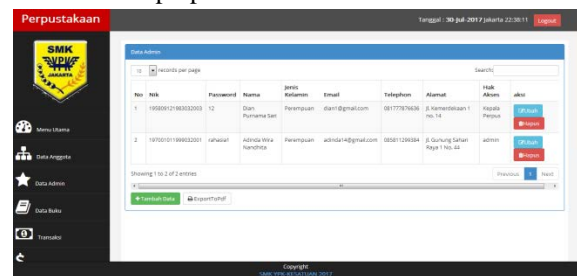 Perpustakaan
Tanggal : 30-Jul-2017 Jakarta 22:38:11 Logout
SMK
YPVK
JAKARTA
Menu Utama
Data Anggota
Data Admin
Data Buku
Transaksi
Data Admin
10 records per page
Search:
No Nik Password Nama Jenis Kelamin Email Telephon Alamat Hak Akses aksi
1 195809121983032003 12 Dian Purnama Sari Perempuan dian1@gmail.com 081777879636 Jl. Kemerdekaan 1 no. 14 Kepala Perpus Ubah Hapus
2 197001011999032001 rahasia1 Adinda Wira Nandhita Perempuan adinda14@gmail.com 085811299384 Jl. Gunung Sahari Raya 1 No. 44 admin Ubah Hapus
Showing 1 to 2 of 2 entries
Previous 1 Next
Tambah Data ExportToPdf
Copyright
SMK YPK KESATUAN 2017